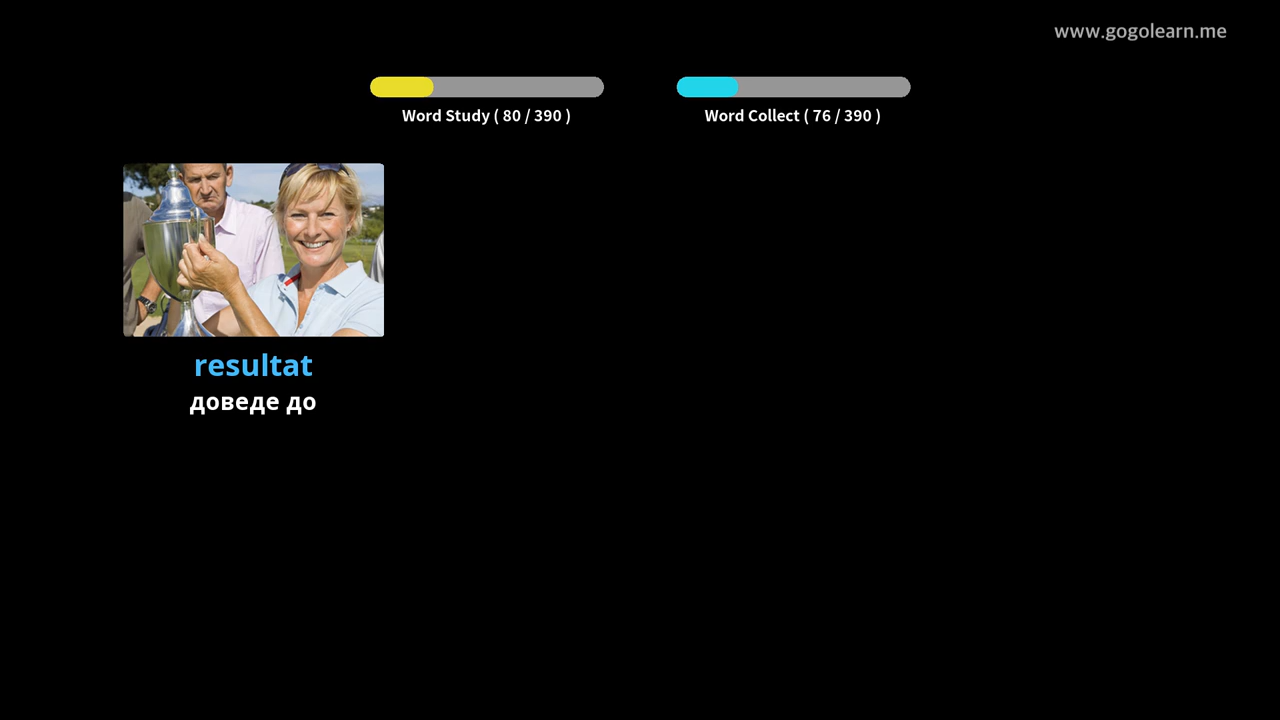 www.gogolearn.me
Word Study ( 80 / 390 )
Word Collect ( 76 / 390 )
resultat
доведе до